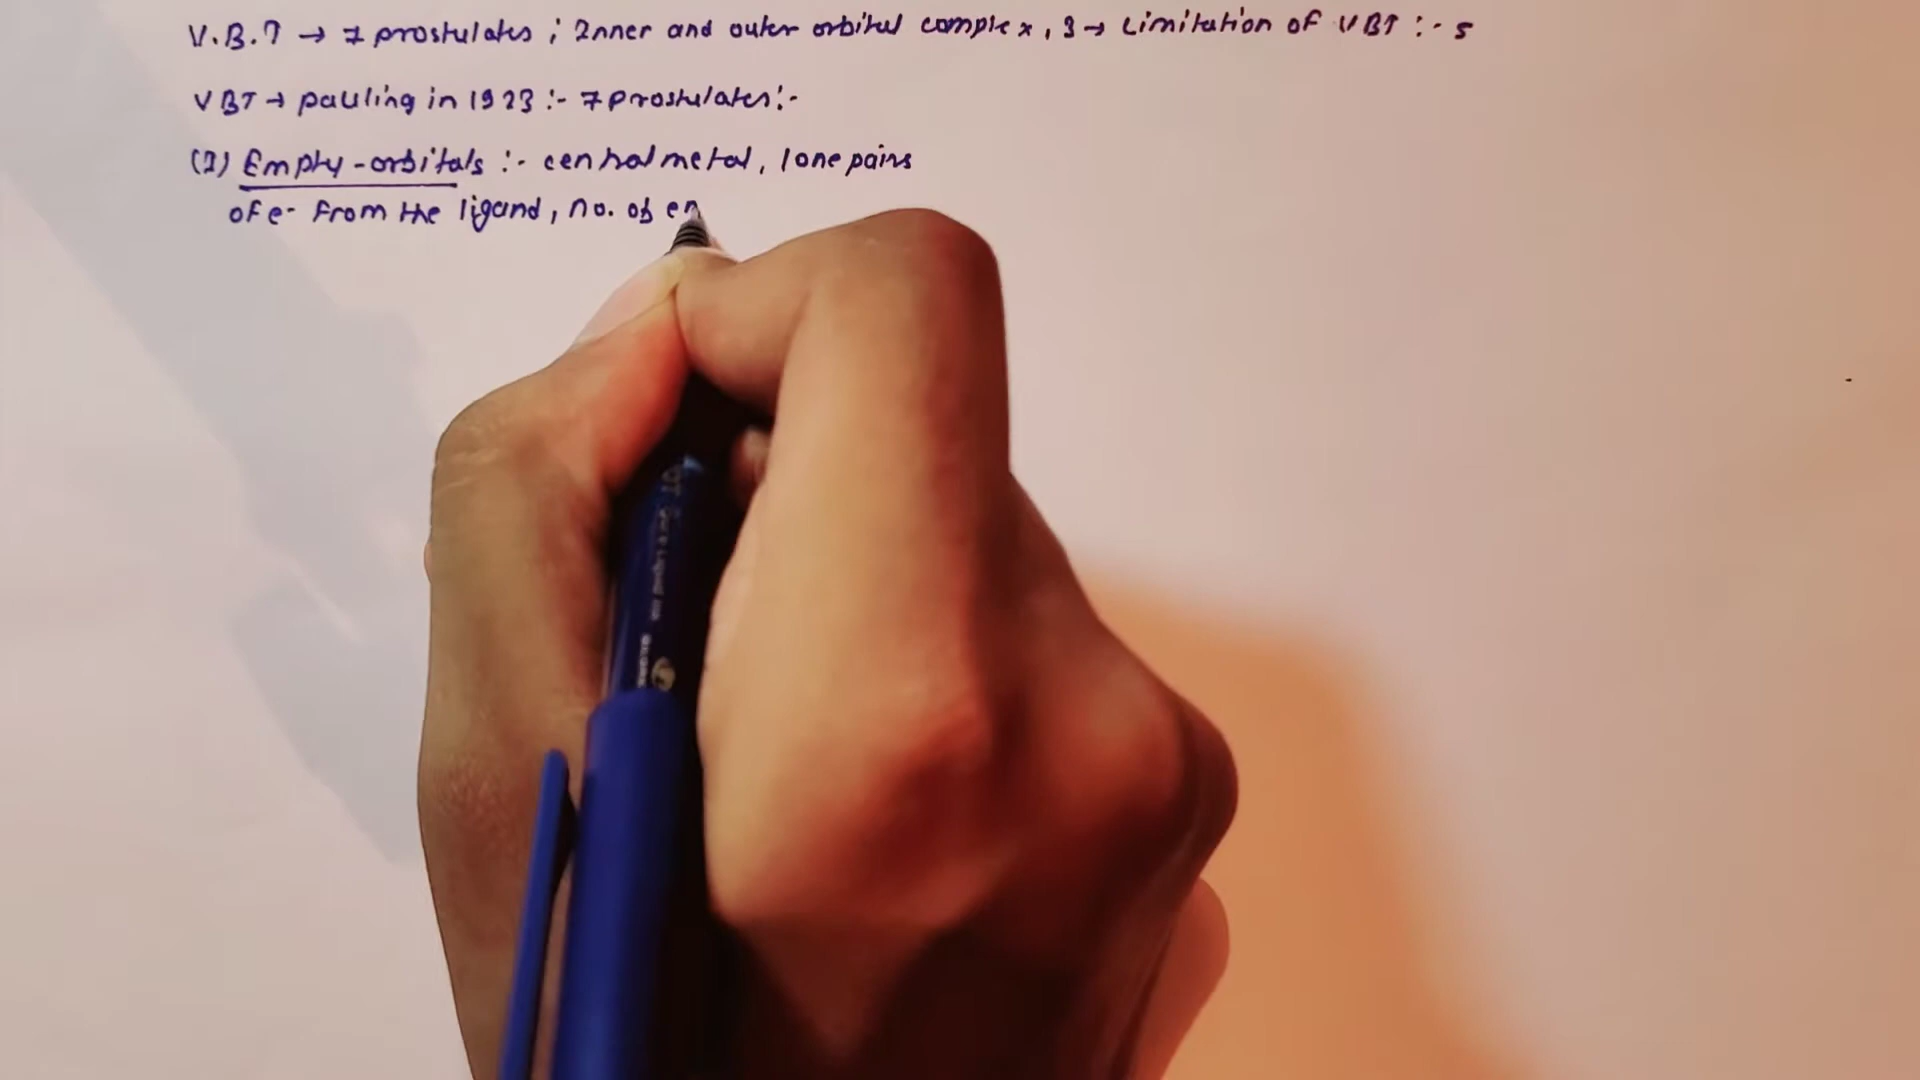 V.B.T → 7 prostulates ; Inner and outer orbital complex, 3 → Limitation of VBT :- 5
VBT → pauling in 1923 :- 7 Prostulates :-
(I) Empty-orbitals :- central metal, lone pairs
of e- from the ligand, no. of en